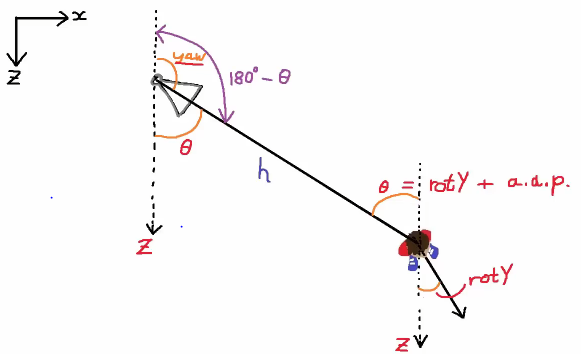 x
z
yaw
180° - θ
θ
h
θ = rotY + a.a.p.
z
rotY
z